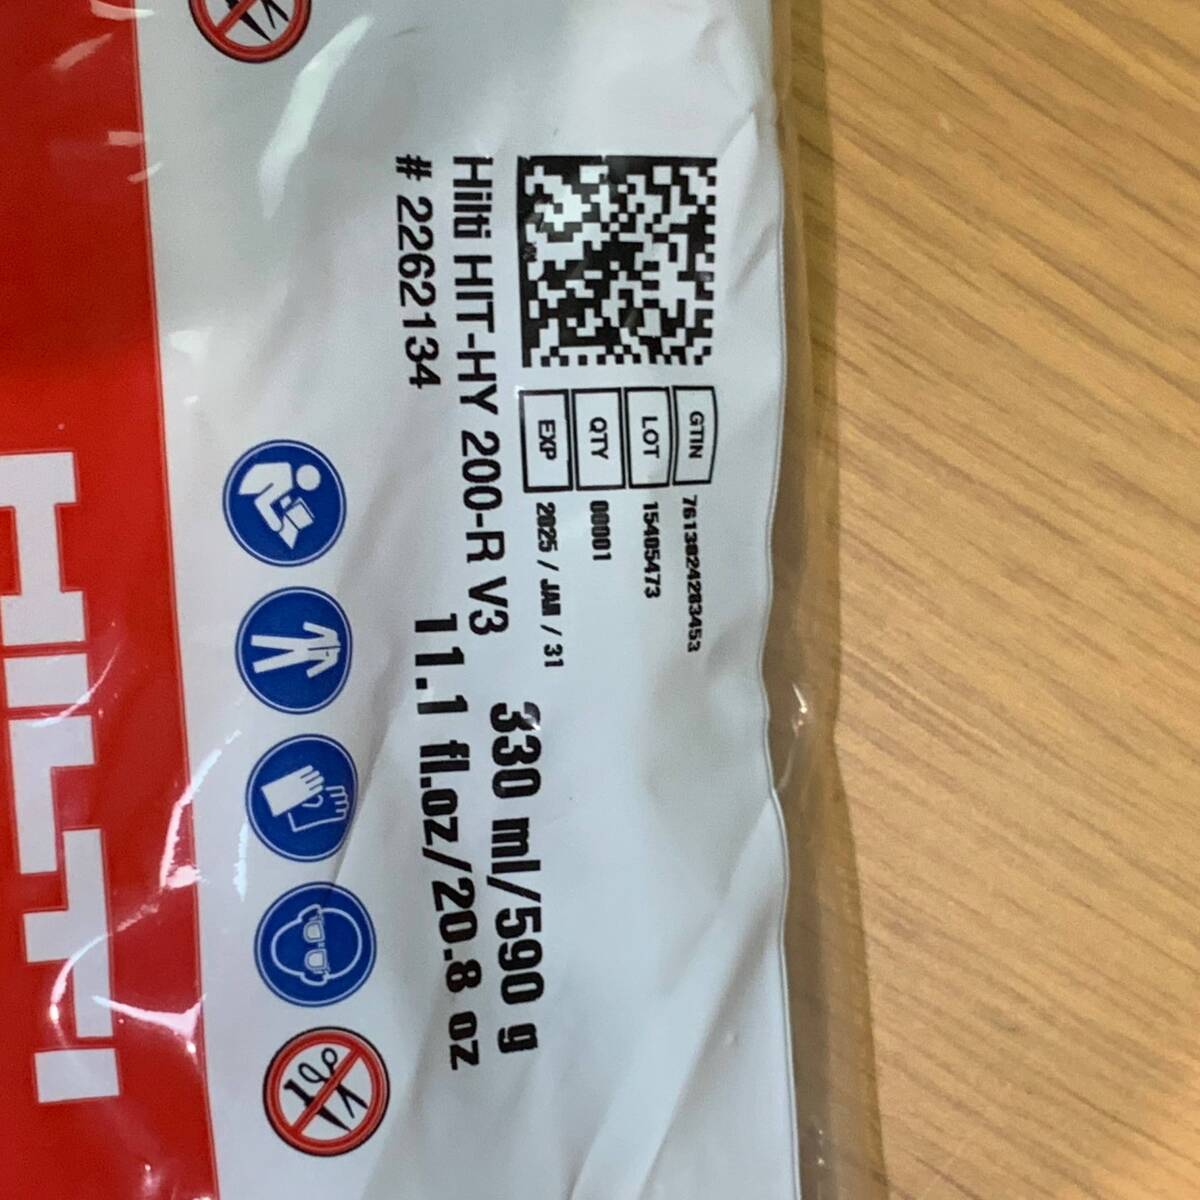 GTIN 7613024203453
LOT 15405473
QTY 00001
EXP 2025 / JAN / 31
Hilti HIT-HY 200-R V3 330 ml/590 g
# 2262134 11.1 fl.oz/20.8 oz
HILTI